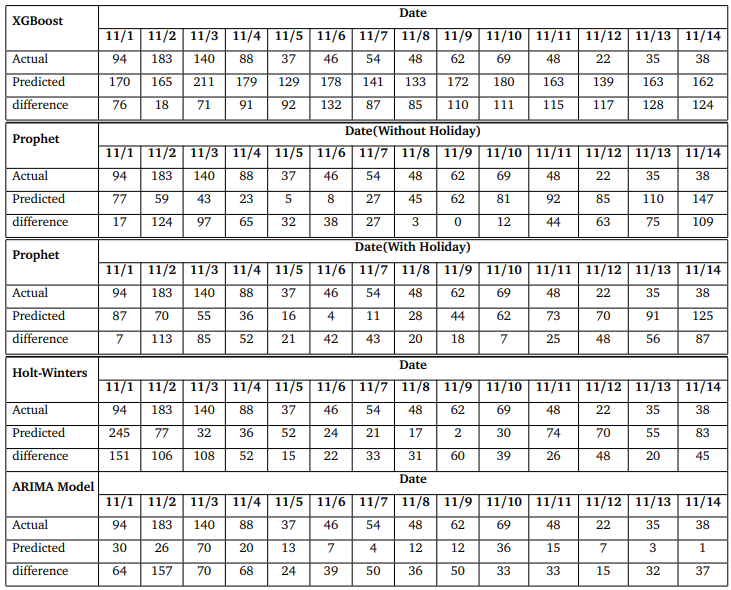 XGBoost Date
11/1 11/2 11/3 11/4 11/5 11/6 11/7 11/8 11/9 11/10 11/11 11/12 11/13 11/14
Actual 94 183 140 88 37 46 54 48 62 69 48 22 35 38
Predicted 170 165 211 179 129 178 141 133 172 180 163 139 163 162
difference 76 18 71 91 92 132 87 85 110 111 115 117 128 124
Prophet Date(Without Holiday)
11/1 11/2 11/3 11/4 11/5 11/6 11/7 11/8 11/9 11/10 11/11 11/12 11/13 11/14
Actual 94 183 140 88 37 46 54 48 62 69 48 22 35 38
Predicted 77 59 43 23 5 8 27 45 62 81 92 85 110 147
difference 17 124 97 65 32 38 27 3 0 12 44 63 75 109
Prophet Date(With Holiday)
11/1 11/2 11/3 11/4 11/5 11/6 11/7 11/8 11/9 11/10 11/11 11/12 11/13 11/14
Actual 94 183 140 88 37 46 54 48 62 69 48 22 35 38
Predicted 87 70 55 36 16 4 11 28 44 62 73 70 91 125
difference 7 113 85 52 21 42 43 20 18 7 25 48 56 87
Holt-Winters Date
11/1 11/2 11/3 11/4 11/5 11/6 11/7 11/8 11/9 11/10 11/11 11/12 11/13 11/14
Actual 94 183 140 88 37 46 54 48 62 69 48 22 35 38
Predicted 245 77 32 36 52 24 21 17 2 30 74 70 55 83
difference 151 106 108 52 15 22 33 31 60 39 26 48 20 45
ARIMA Model Date
11/1 11/2 11/3 11/4 11/5 11/6 11/7 11/8 11/9 11/10 11/11 11/12 11/13 11/14
Actual 94 183 140 88 37 46 54 48 62 69 48 22 35 38
Predicted 30 26 70 20 13 7 4 12 12 36 15 7 3 1
difference 64 157 70 68 24 39 50 36 50 33 33 15 32 37